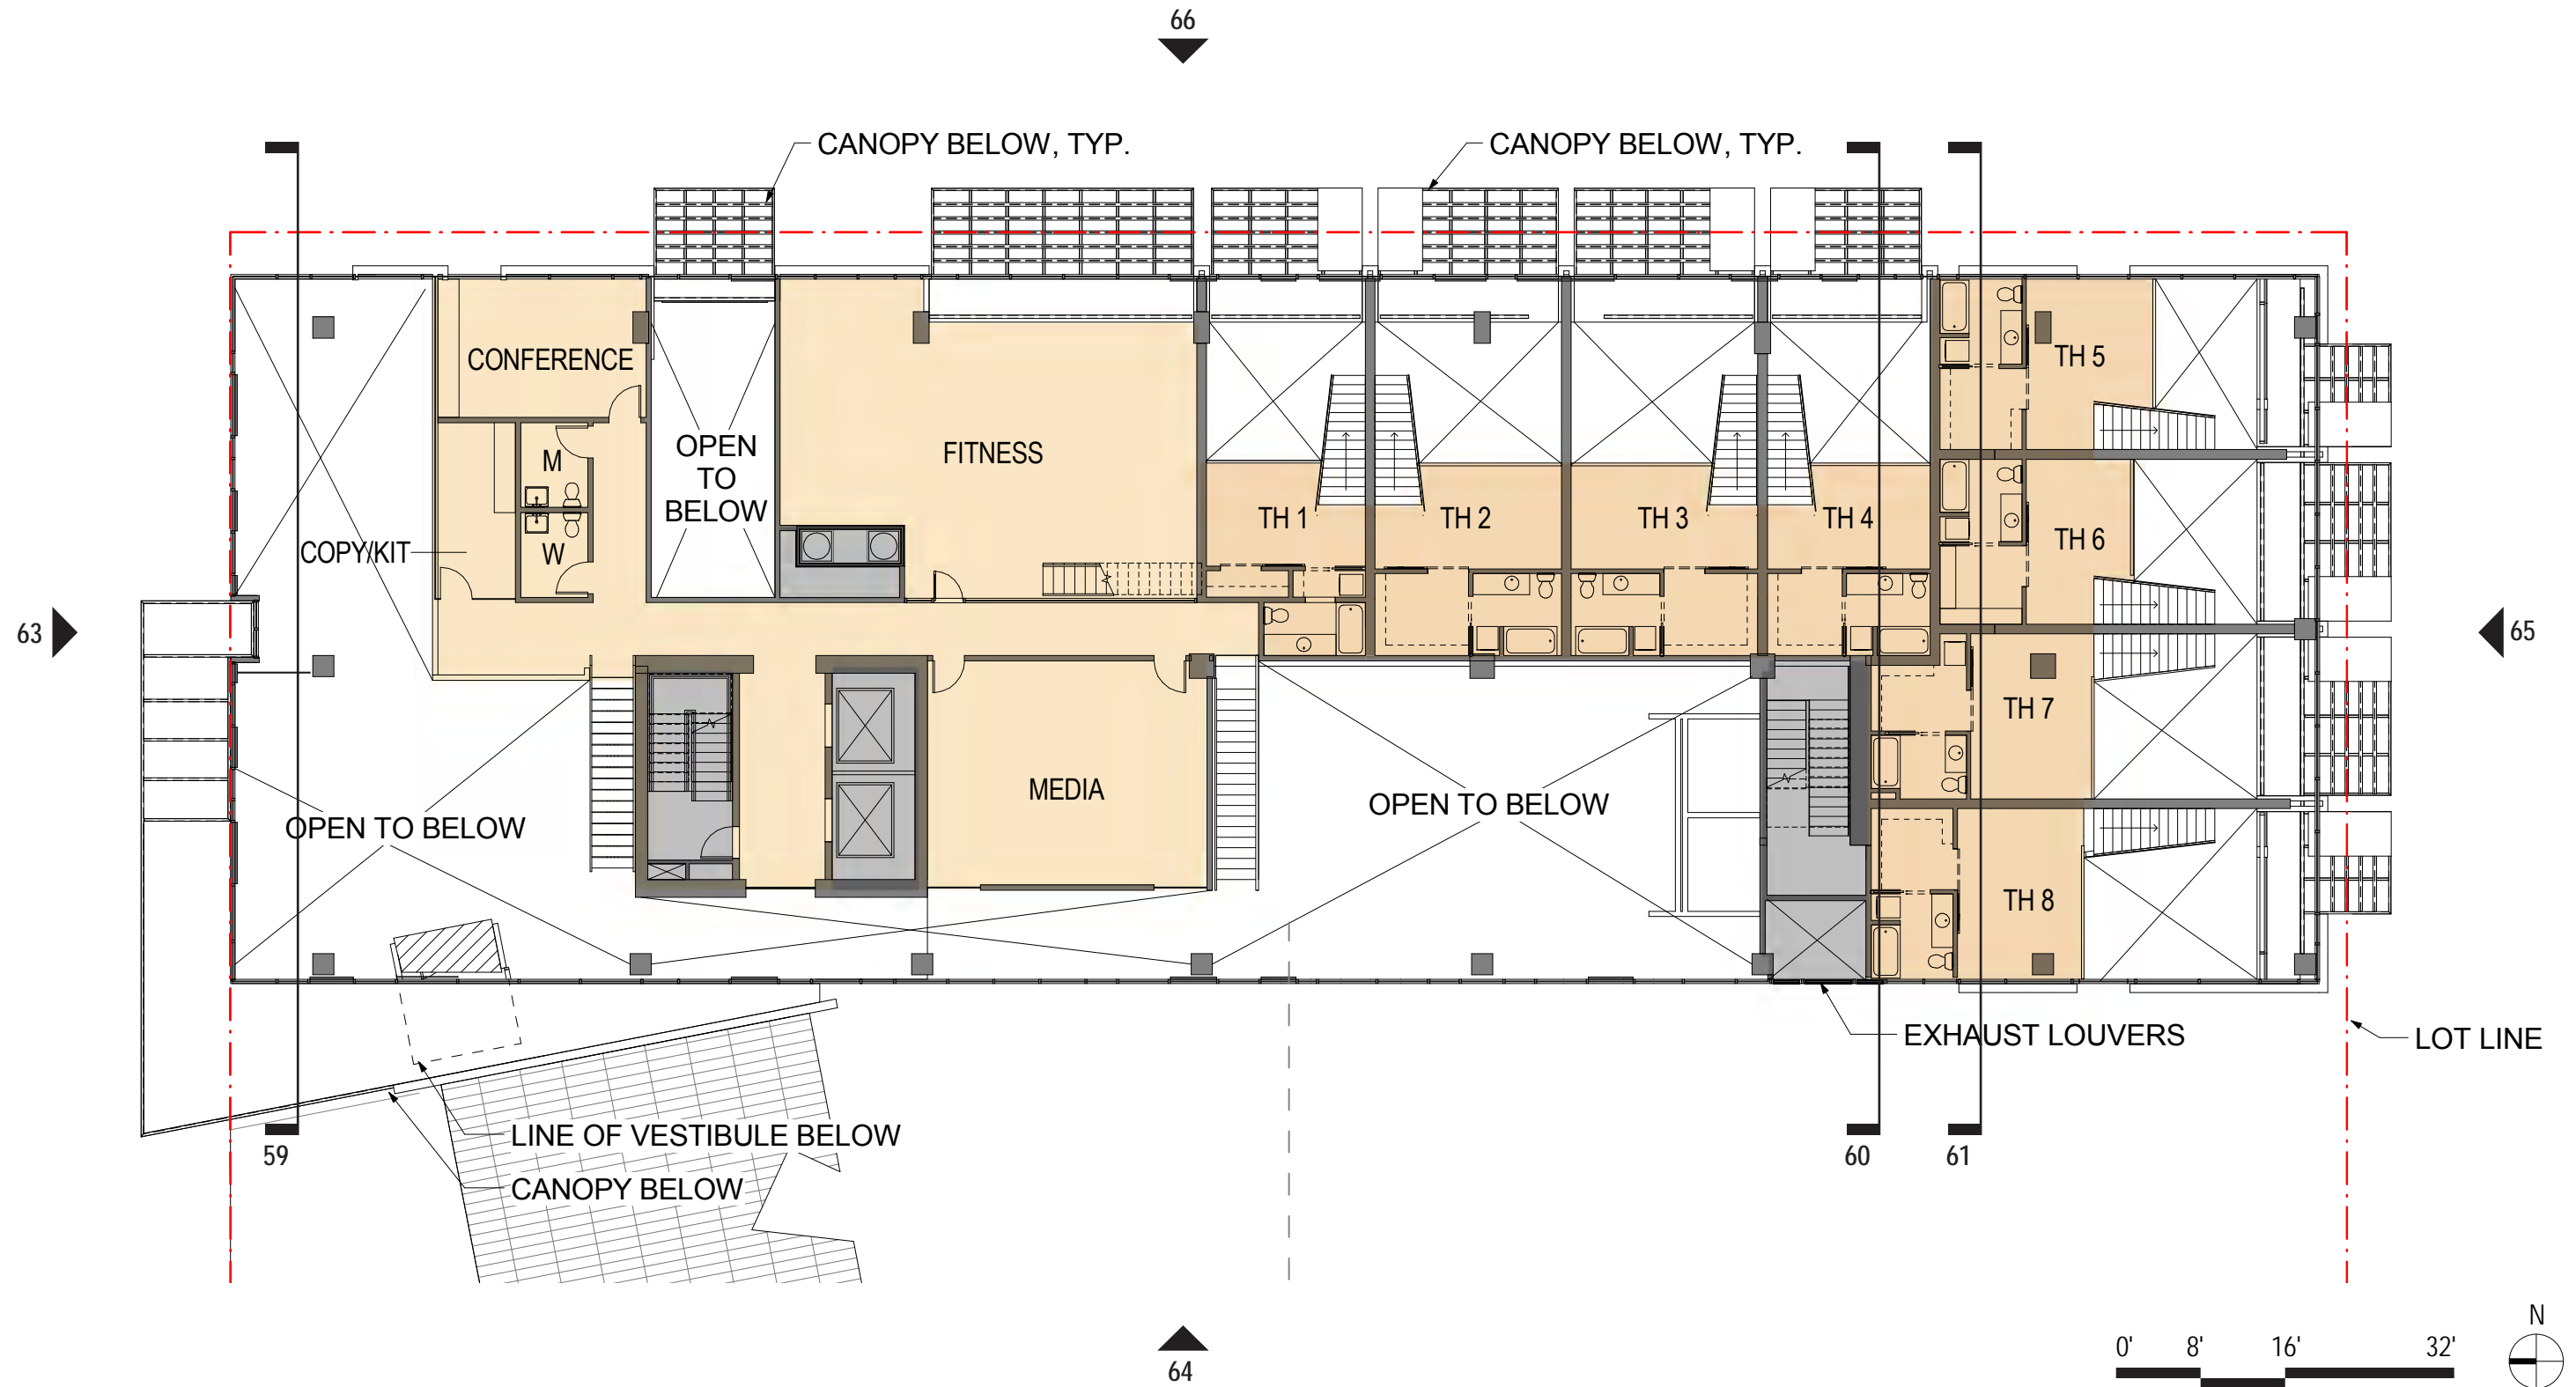 66
CANOPY BELOW, TYP.
CANOPY BELOW, TYP.
CONFERENCE
TH 5
OPEN
TO
BELOW
FITNESS
M
TH 1
TH 2
TH 3
TH 4
TH 6
COPY/KIT
W
63
65
TH 7
MEDIA
OPEN TO BELOW
OPEN TO BELOW
TH 8
EXHAUST LOUVERS
LOT LINE
LINE OF VESTIBULE BELOW
59
60
61
CANOPY BELOW
N
0' 8' 16' 32'
64